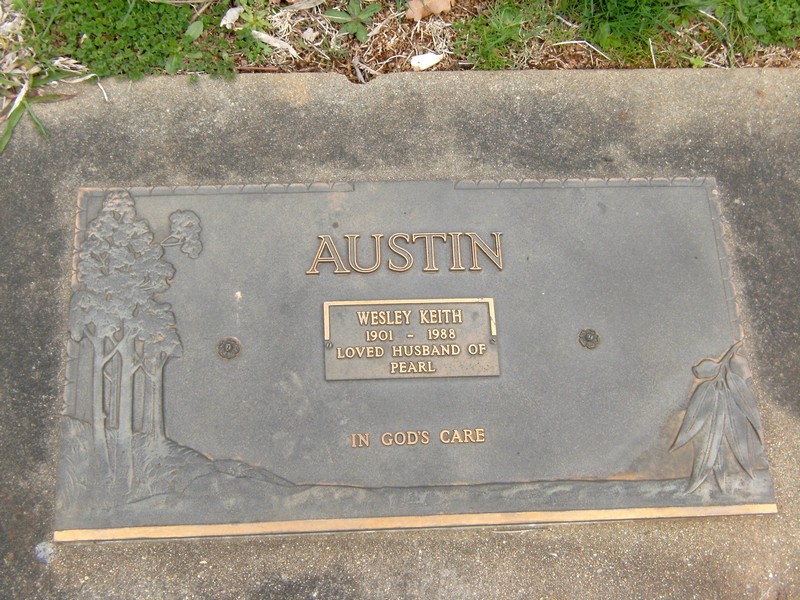 AUSTIN
WESLEY KEITH
1901 - 1988
LOVED HUSBAND OF
PEARL
IN GOD'S CARE